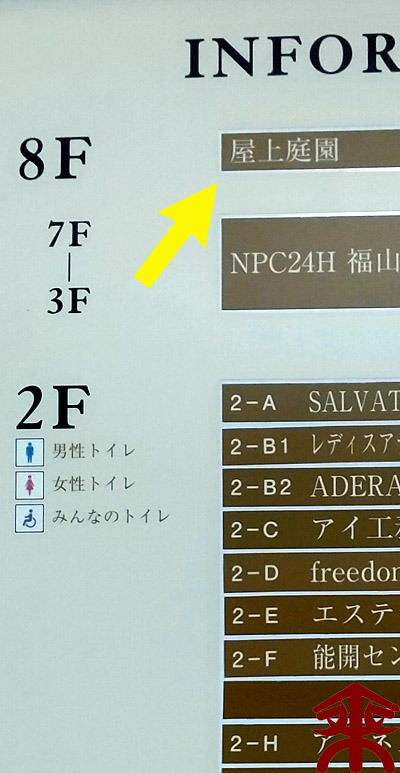 INFOR
8F
屋上庭園
7F
3F
NPC24H 福山
2F
男性トイレ
女性トイレ
みんなのトイレ
2-A SALVAT
2-B1 レディスア
2-B2 ADERA
2-C アイ工
2-D freedom
2-E エステ
2-F 能開セン
2-H